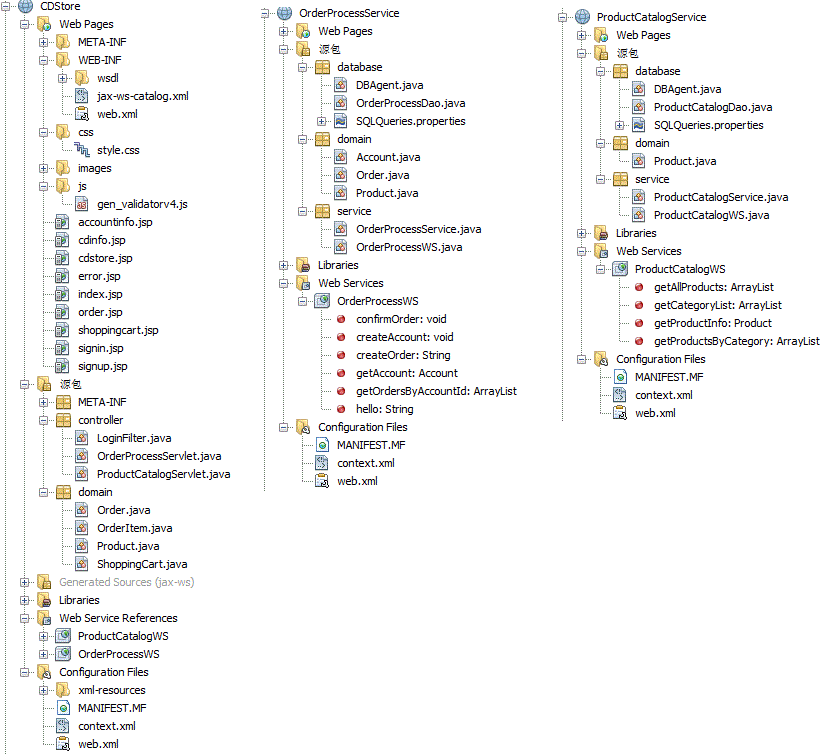 CDStore
Web Pages
META-INF
WEB-INF
wsdl
jax-ws-catalog.xml
web.xml
css
style.css
images
js
gen_validatorv4.js
accountinfo.jsp
cdinfo.jsp
cdstore.jsp
error.jsp
index.jsp
order.jsp
shoppingcart.jsp
signin.jsp
signup.jsp
源包
META-INF
controller
LoginFilter.java
OrderProcessServlet.java
ProductCatalogServlet.java
domain
Order.java
OrderItem.java
Product.java
ShoppingCart.java
Generated Sources (jax-ws)
Libraries
Web Service References
ProductCatalogWS
OrderProcessWS
Configuration Files
xml-resources
MANIFEST.MF
context.xml
web.xml
OrderProcessService
Web Pages
源包
database
DBAgent.java
OrderProcessDao.java
SQLQueries.properties
domain
Account.java
Order.java
Product.java
service
OrderProcessService.java
OrderProcessWS.java
Libraries
Web Services
OrderProcessWS
confirmOrder: void
createAccount: void
createOrder: String
getAccount: Account
getOrdersByAccountId: ArrayList
hello: String
Configuration Files
MANIFEST.MF
context.xml
web.xml
ProductCatalogService
Web Pages
源包
database
DBAgent.java
ProductCatalogDao.java
SQLQueries.properties
domain
Product.java
service
ProductCatalogService.java
ProductCatalogWS.java
Libraries
Web Services
ProductCatalogWS
getAllProducts: ArrayList
getCategoryList: ArrayList
getProductInfo: Product
getProductsByCategory: ArrayList
Configuration Files
MANIFEST.MF
context.xml
web.xml